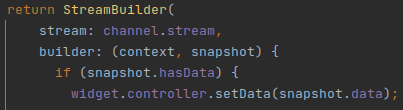 return StreamBuilder(
stream: channel.stream,
builder: (context, snapshot) {
if (snapshot.hasData) {
widget.controller.setData(snapshot.data);